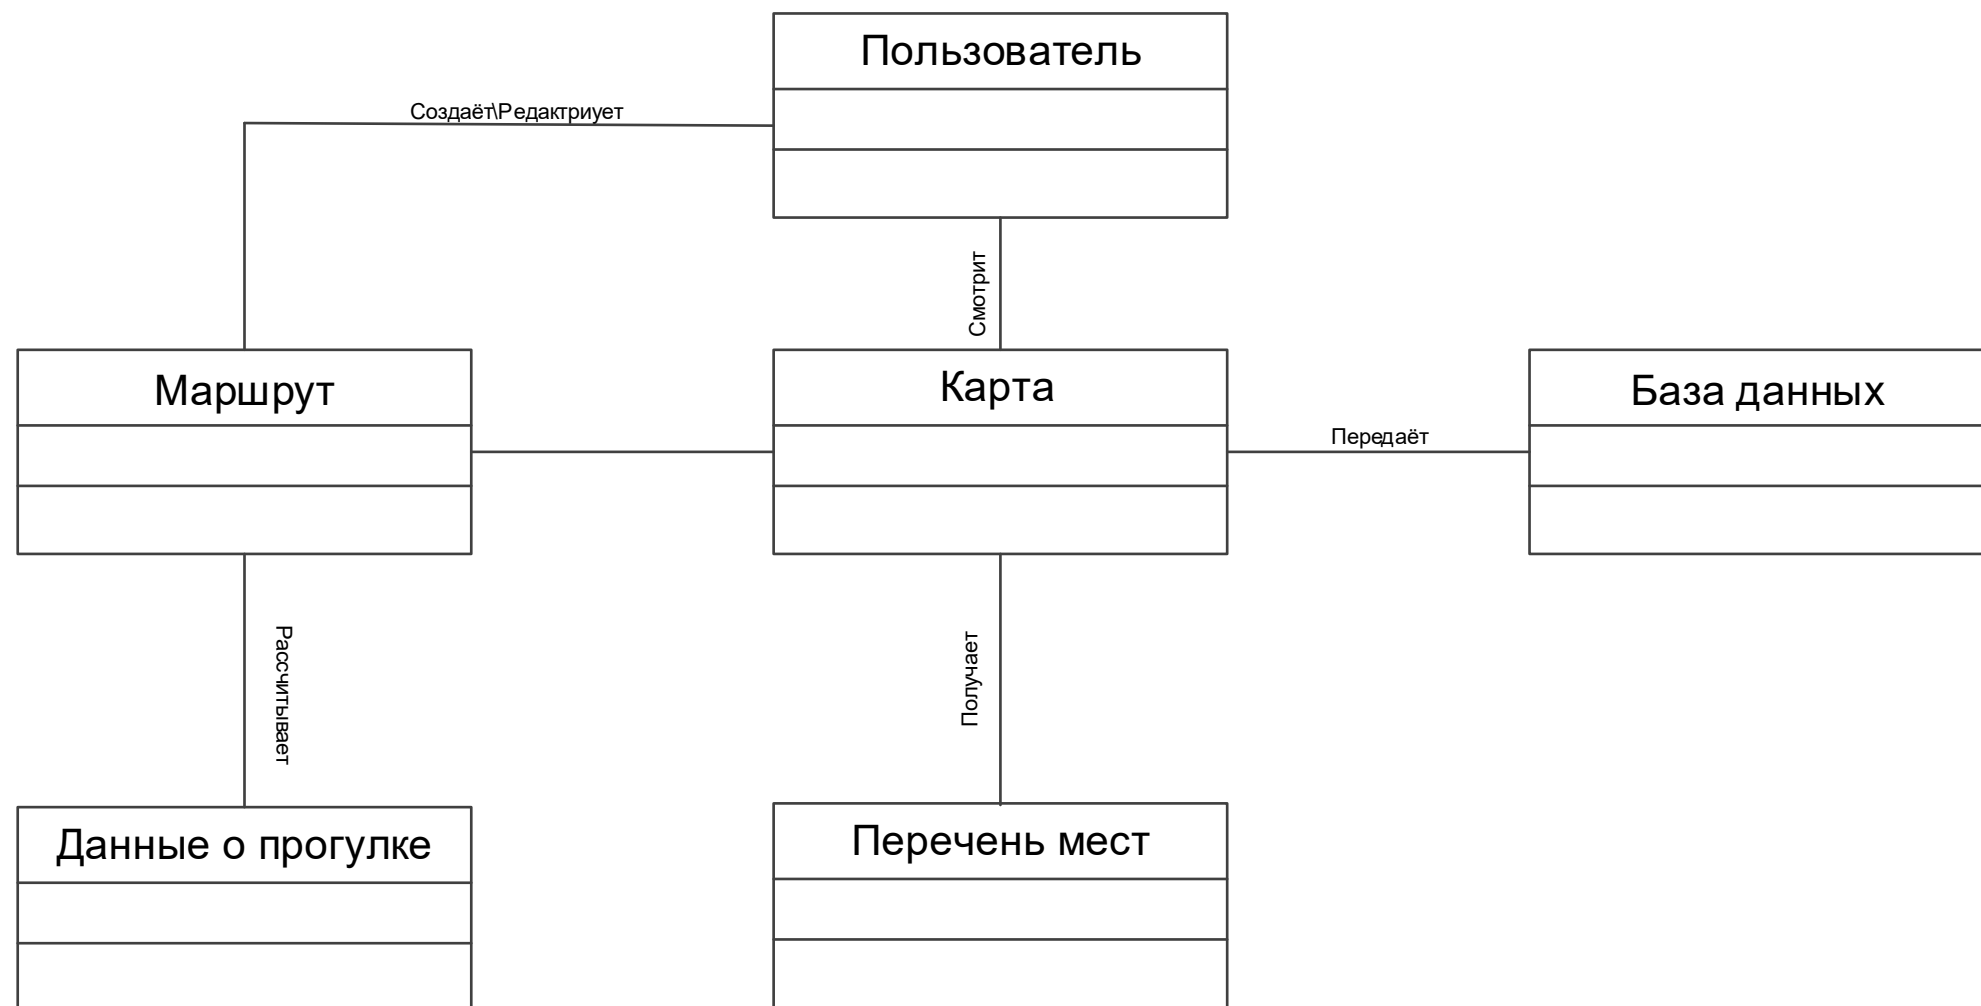 Пользователь
Создаёт\Редактриует
Смотрит
Маршрут
Карта
База данных
Передаёт
Рассчитывает
Получает
Данные о прогулке
Перечень мест